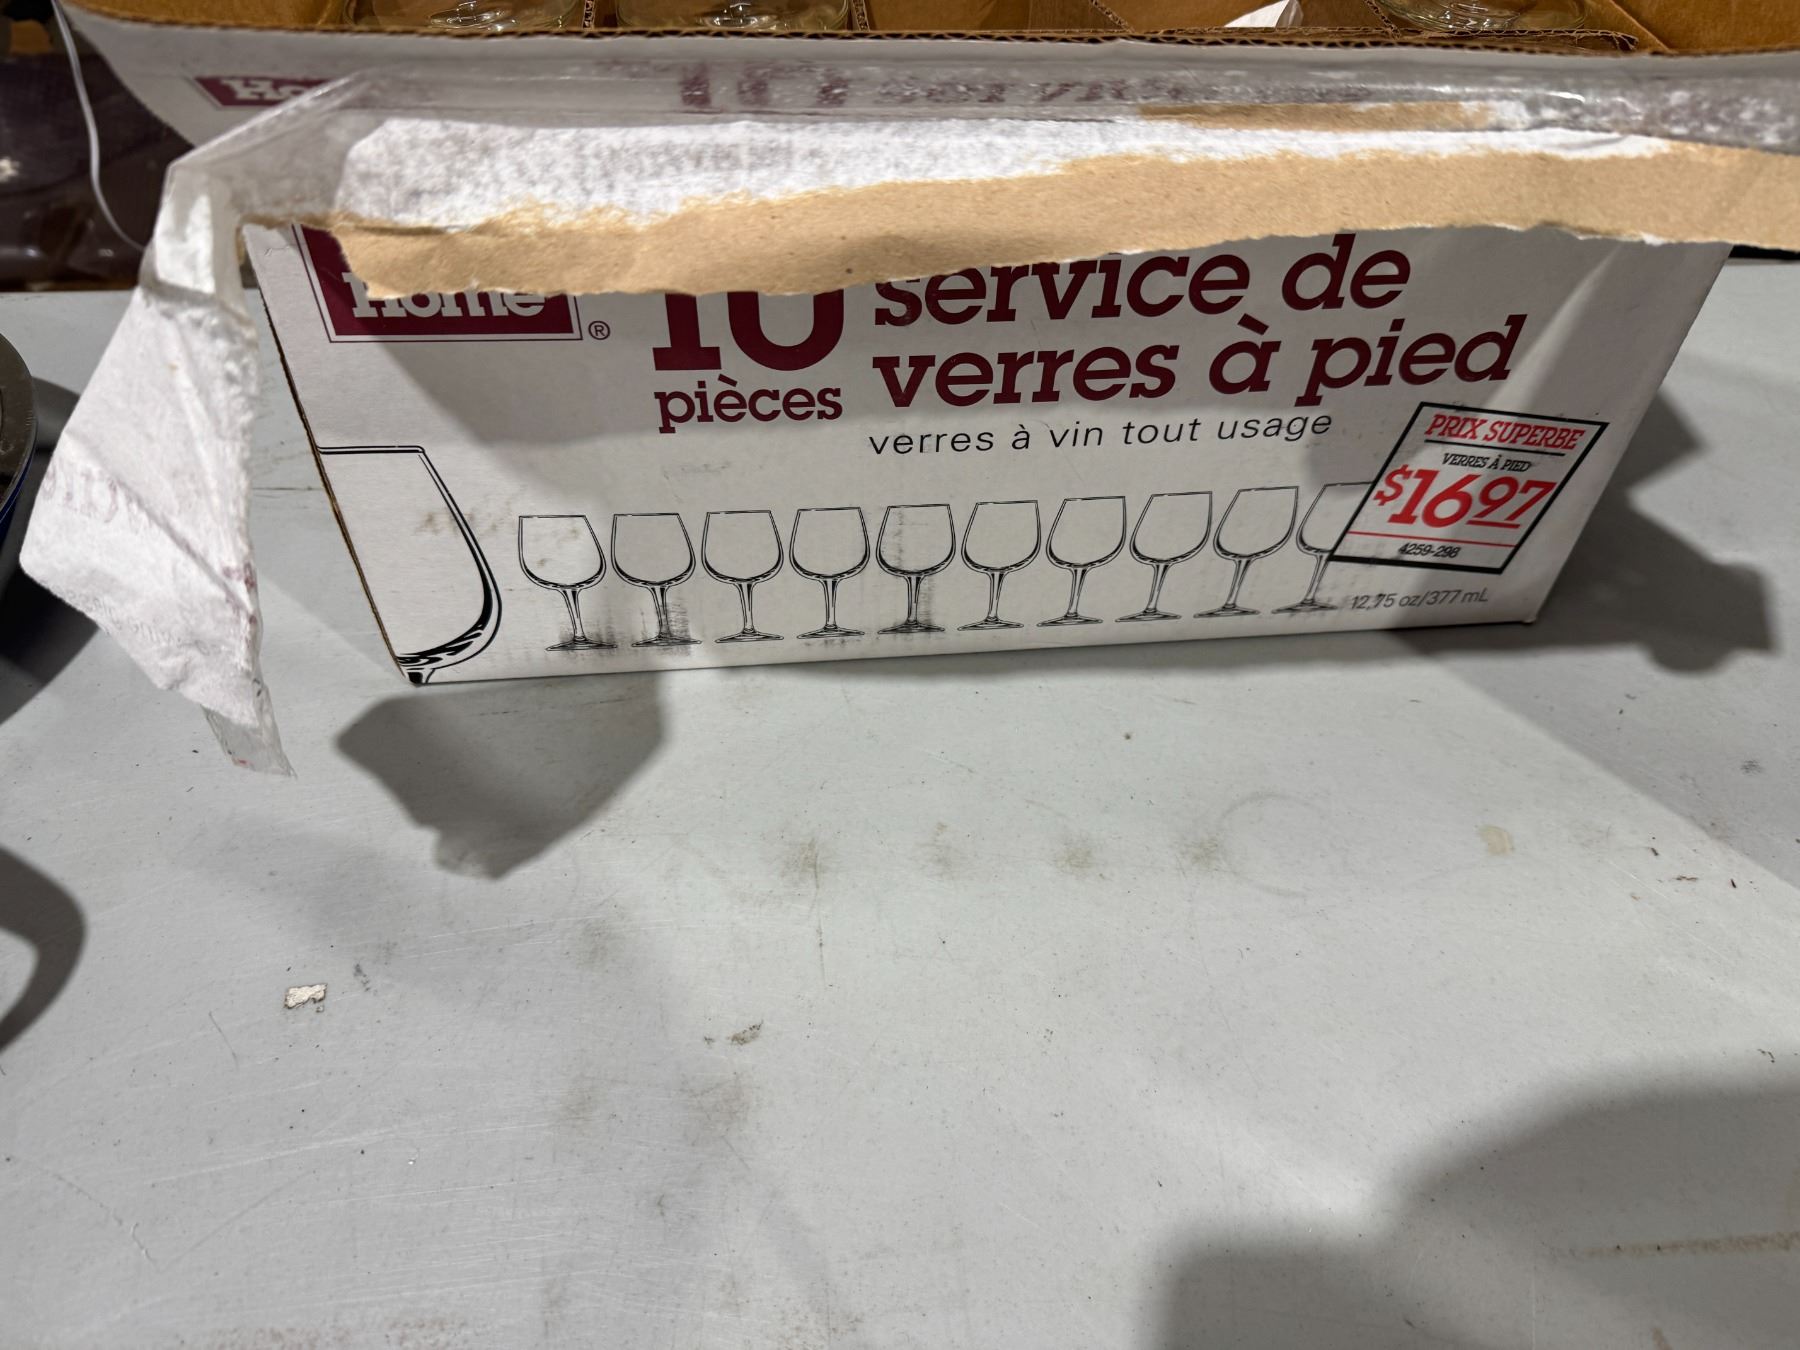 Home
®
10
pièces
service de
verres à pied
verres à vin tout usage
PRIX SUPERBE
VERRES À PIED
$16.97
4259-298
12,75 oz/377 mL